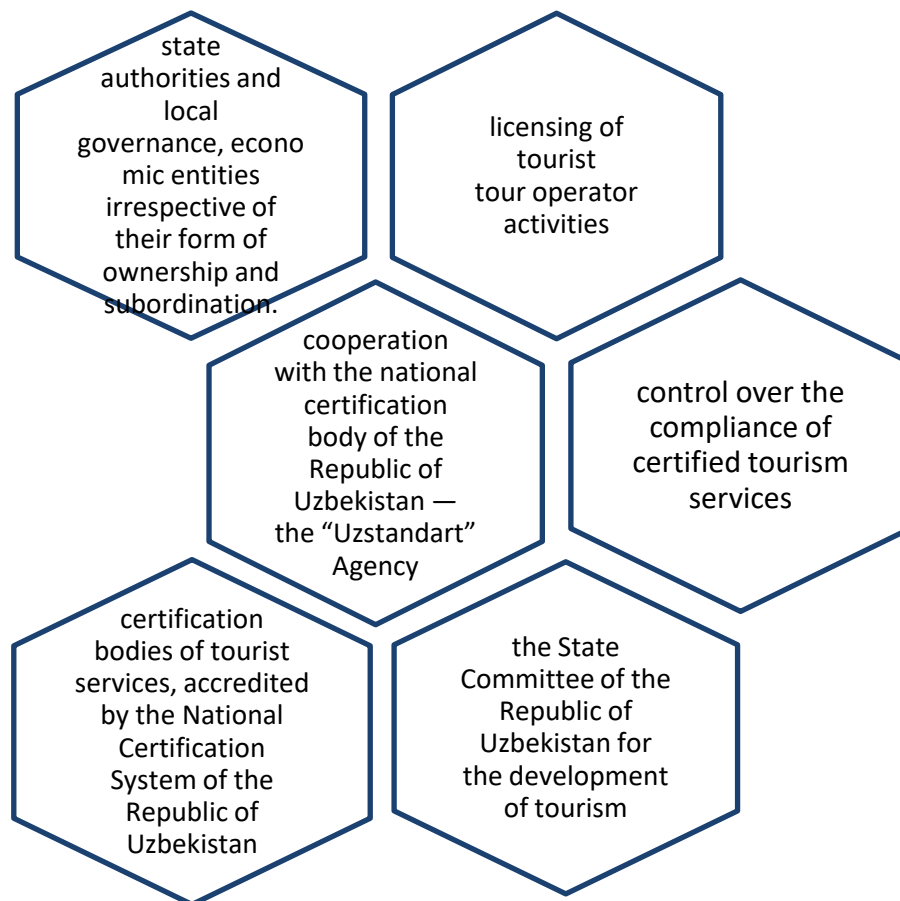 state
authorities and
local
governance, econo
mic entities
irrespective of
their form of
ownership and
subordination.
licensing of
tourist
tour operator
activities
cooperation
with the national
certification
body of the
Republic of
Uzbekistan —
the “Uzstandart”
Agency
control over the
compliance of
certified tourism
services
certification
bodies of tourist
services, accredited
by the National
Certification
System of the
Republic of
Uzbekistan
the State
Committee of the
Republic of
Uzbekistan for
the development
of tourism